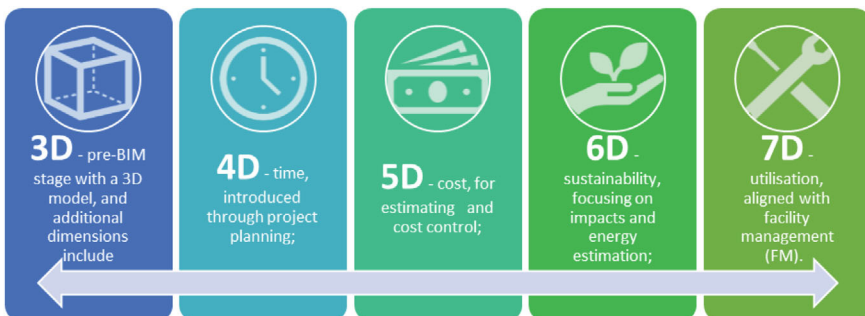 3D - pre-BIM
stage with a 3D
model, and
additional
dimensions
include
4D - time,
introduced
through project
planning;
5D - cost, for
estimating and
cost control;
6D -
sustainability,
focusing on
impacts and
energy
estimation;
7D -
utilisation,
aligned with
facility
management
(FM).